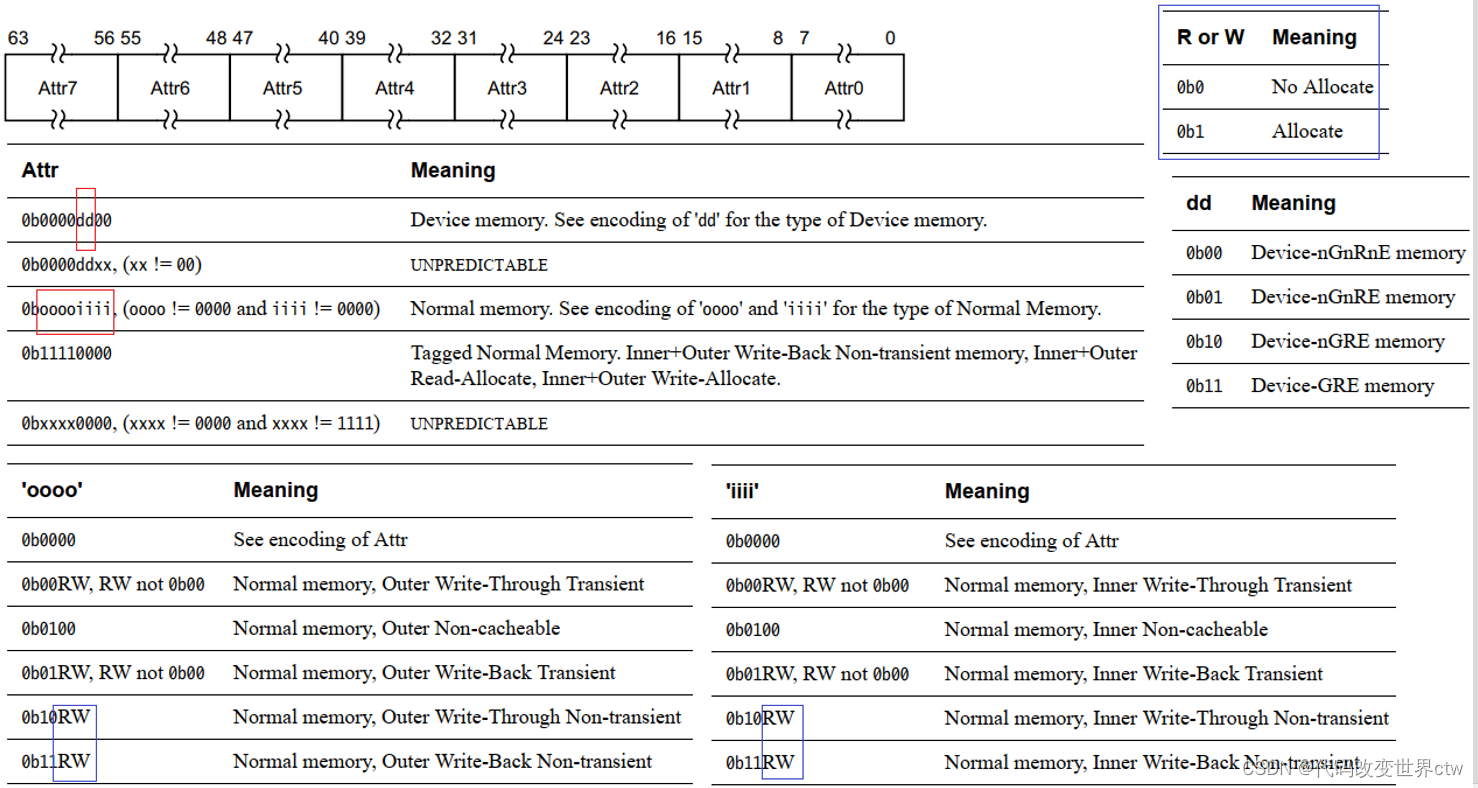 63 56 55 48 47 40 39 32 31 24 23 16 15 8 7 0
Attr7 Attr6 Attr5 Attr4 Attr3 Attr2 Attr1 Attr0
R or W Meaning
0b0 No Allocate
0b1 Allocate
Attr Meaning
0b0000dd00 Device memory. See encoding of 'dd' for the type of Device memory.
0b0000ddxx, (xx != 00) UNPREDICTABLE
0booooiiii, (oooo != 0000 and iiii != 0000) Normal memory. See encoding of 'oooo' and 'iiii' for the type of Normal Memory.
0b11110000 Tagged Normal Memory. Inner+Outer Write-Back Non-transient memory, Inner+Outer
Read-Allocate, Inner+Outer Write-Allocate.
0bxxxx0000, (xxxx != 0000 and xxxx != 1111) UNPREDICTABLE
dd Meaning
0b00 Device-nGnRnE memory
0b01 Device-nGnRE memory
0b10 Device-nGRE memory
0b11 Device-GRE memory
'oooo' Meaning
0b0000 See encoding of Attr
0b00RW, RW not 0b00 Normal memory, Outer Write-Through Transient
0b0100 Normal memory, Outer Non-cacheable
0b01RW, RW not 0b00 Normal memory, Outer Write-Back Transient
0b10RW Normal memory, Outer Write-Through Non-transient
0b11RW Normal memory, Outer Write-Back Non-transient
'iiii' Meaning
0b0000 See encoding of Attr
0b00RW, RW not 0b00 Normal memory, Inner Write-Through Transient
0b0100 Normal memory, Inner Non-cacheable
0b01RW, RW not 0b00 Normal memory, Inner Write-Back Transient
0b10RW Normal memory, Inner Write-Through Non-transient
0b11RW Normal memory, Inner Write-Back Non-transient
CSDN @代码改变世界ctw